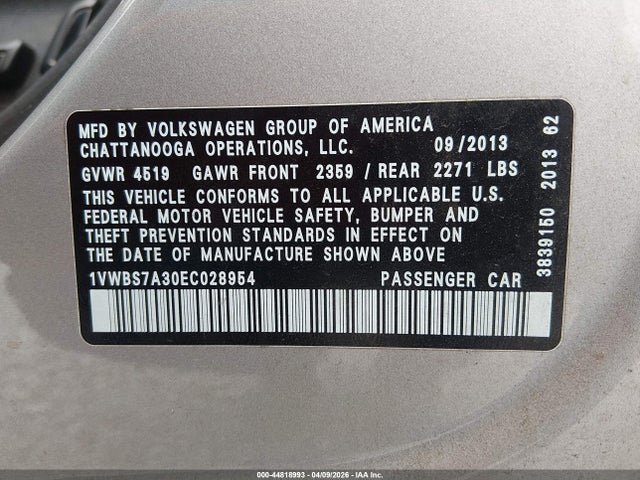 MFD BY VOLKSWAGEN GROUP OF AMERICA
CHATTANOOGA OPERATIONS, LLC. 09/2013
GVWR 4519 GAWR FRONT 2359 / REAR 2271 LBS
THIS VEHICLE CONFORMS TO ALL APPLICABLE U.S.
FEDERAL MOTOR VEHICLE SAFETY, BUMPER AND
THEFT PREVENTION STANDARDS IN EFFECT ON
THE DATE OF MANUFACTURE SHOWN ABOVE
1VWBS7A30EC028954 PASSENGER CAR
3839150 2013 62
000-44818993 | 04/09/2026 | IAA Inc.